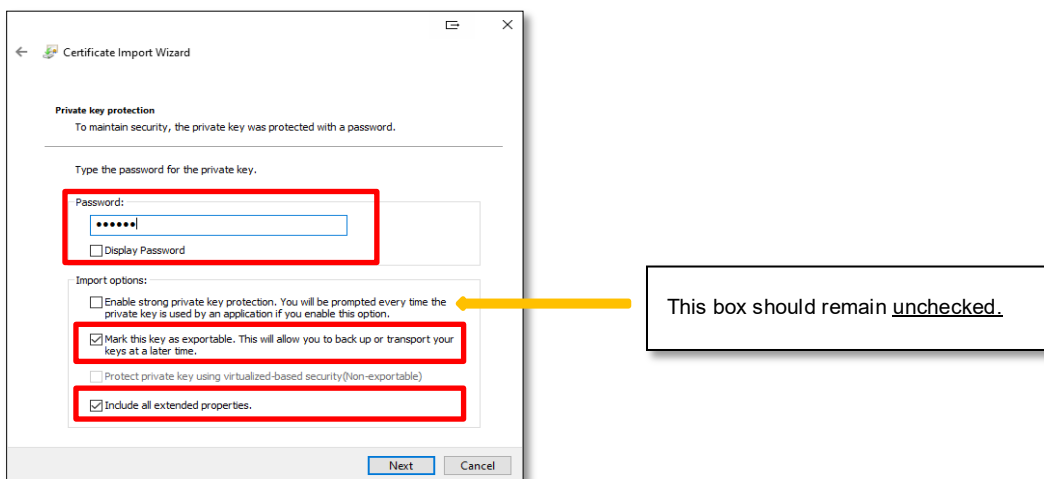 Certificate Import Wizard
Private key protection
To maintain security, the private key was protected with a password.
Type the password for the private key.
Password:
••••••
Display Password
Import options:
Enable strong private key protection. You will be prompted every time the
private key is used by an application if you enable this option.
This box should remain unchecked.
Mark this key as exportable. This will allow you to back up or transport your
keys at a later time.
Protect private key using virtualized-based security(Non-exportable)
Include all extended properties.
Next
Cancel